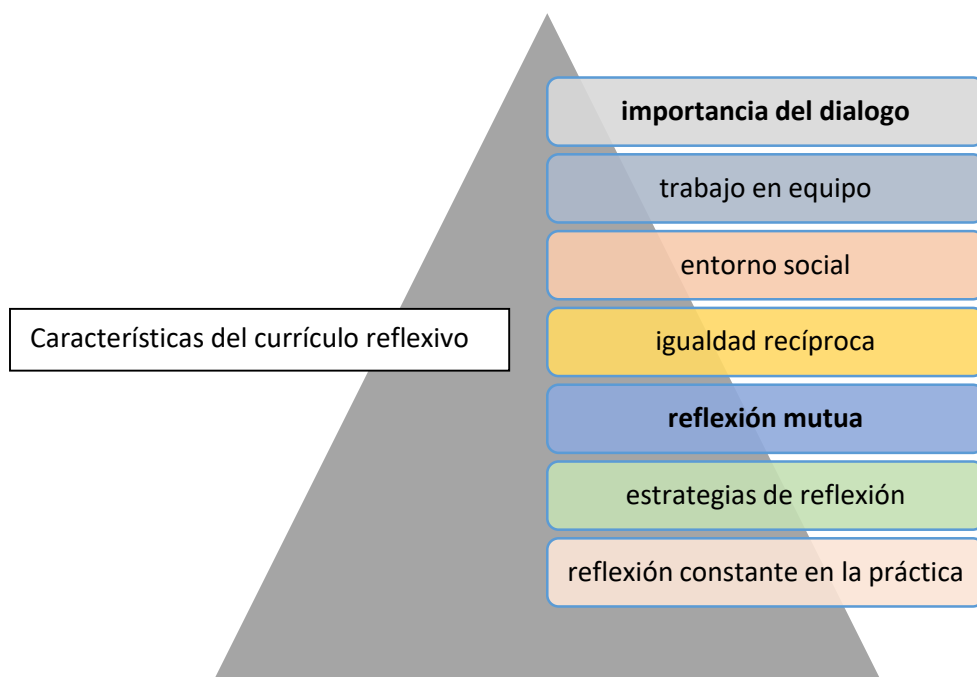 importancia del dialogo
trabajo en equipo
entorno social
Características del currículo reflexivo
igualdad recíproca
reflexión mutua
estrategias de reflexión
reflexión constante en la práctica